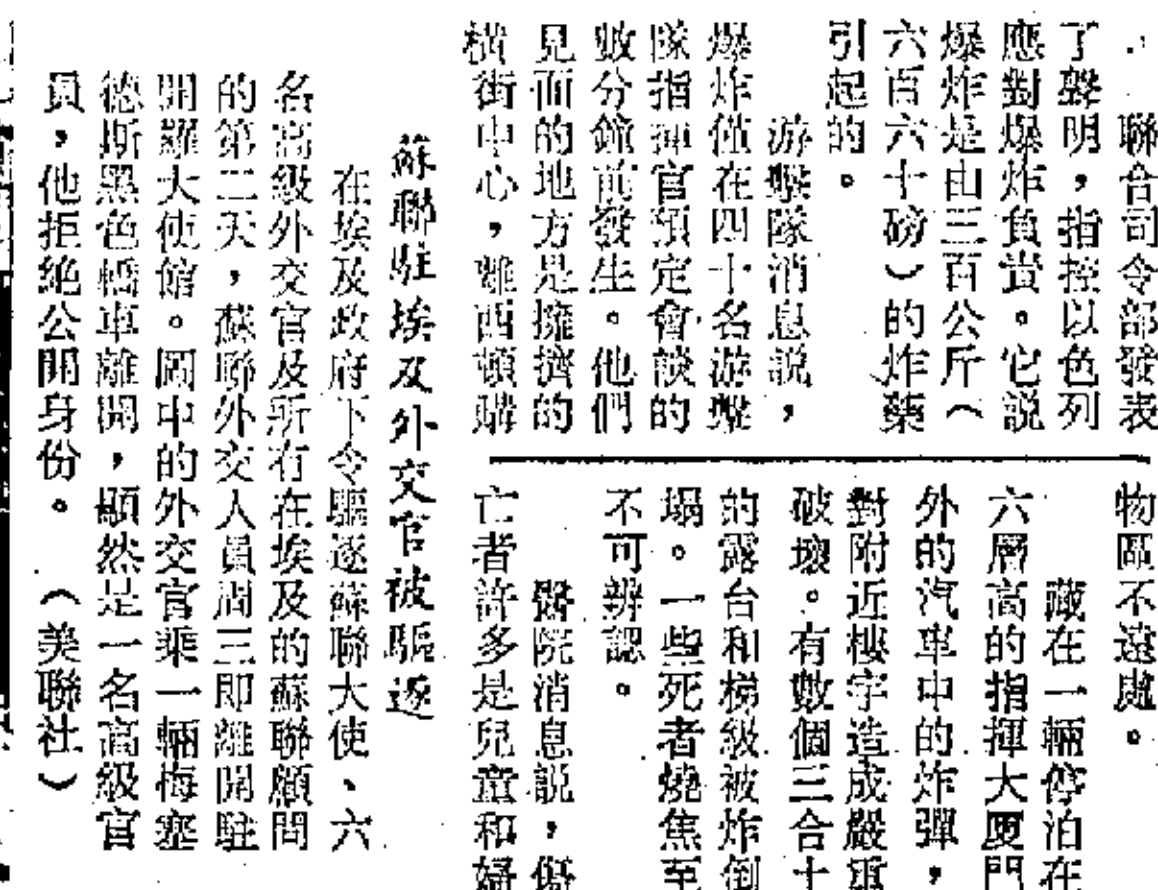 聯合司令部發表
了聲明，指控以色列
應對爆炸負責。它說
爆炸是由三百公斤（
六百六十磅）的炸藥
引起的。
游擊隊消息說，
爆炸僅在四十名游擊
隊指揮官預定會談的
數分鐘前發生。他們
見面的地方是擁擠的
橫街中心，離西頓購
物區不遠處。
藏在一輛停泊在
六層高的指揮大廈門
外的汽車中的炸彈，
對附近樓宇造成嚴重
破壞。有數個三合土
的露台和梯級被炸倒
塌。一些死者燒焦至
不可辨認。
醫院消息說，傷
亡者許多是兒童和婦
蘇聯駐埃及外交官被驅逐
在埃及政府下令驅逐蘇聯大使、六
名高級外交官及所有在埃及的蘇聯顧問
的第二天，蘇聯外交人員周三即離開駐
開羅大使館。圖中的外交官乘一輛梅塞
德斯黑色轎車離開，顯然是一名高級官
員，他拒絕公開身份。（美聯社）